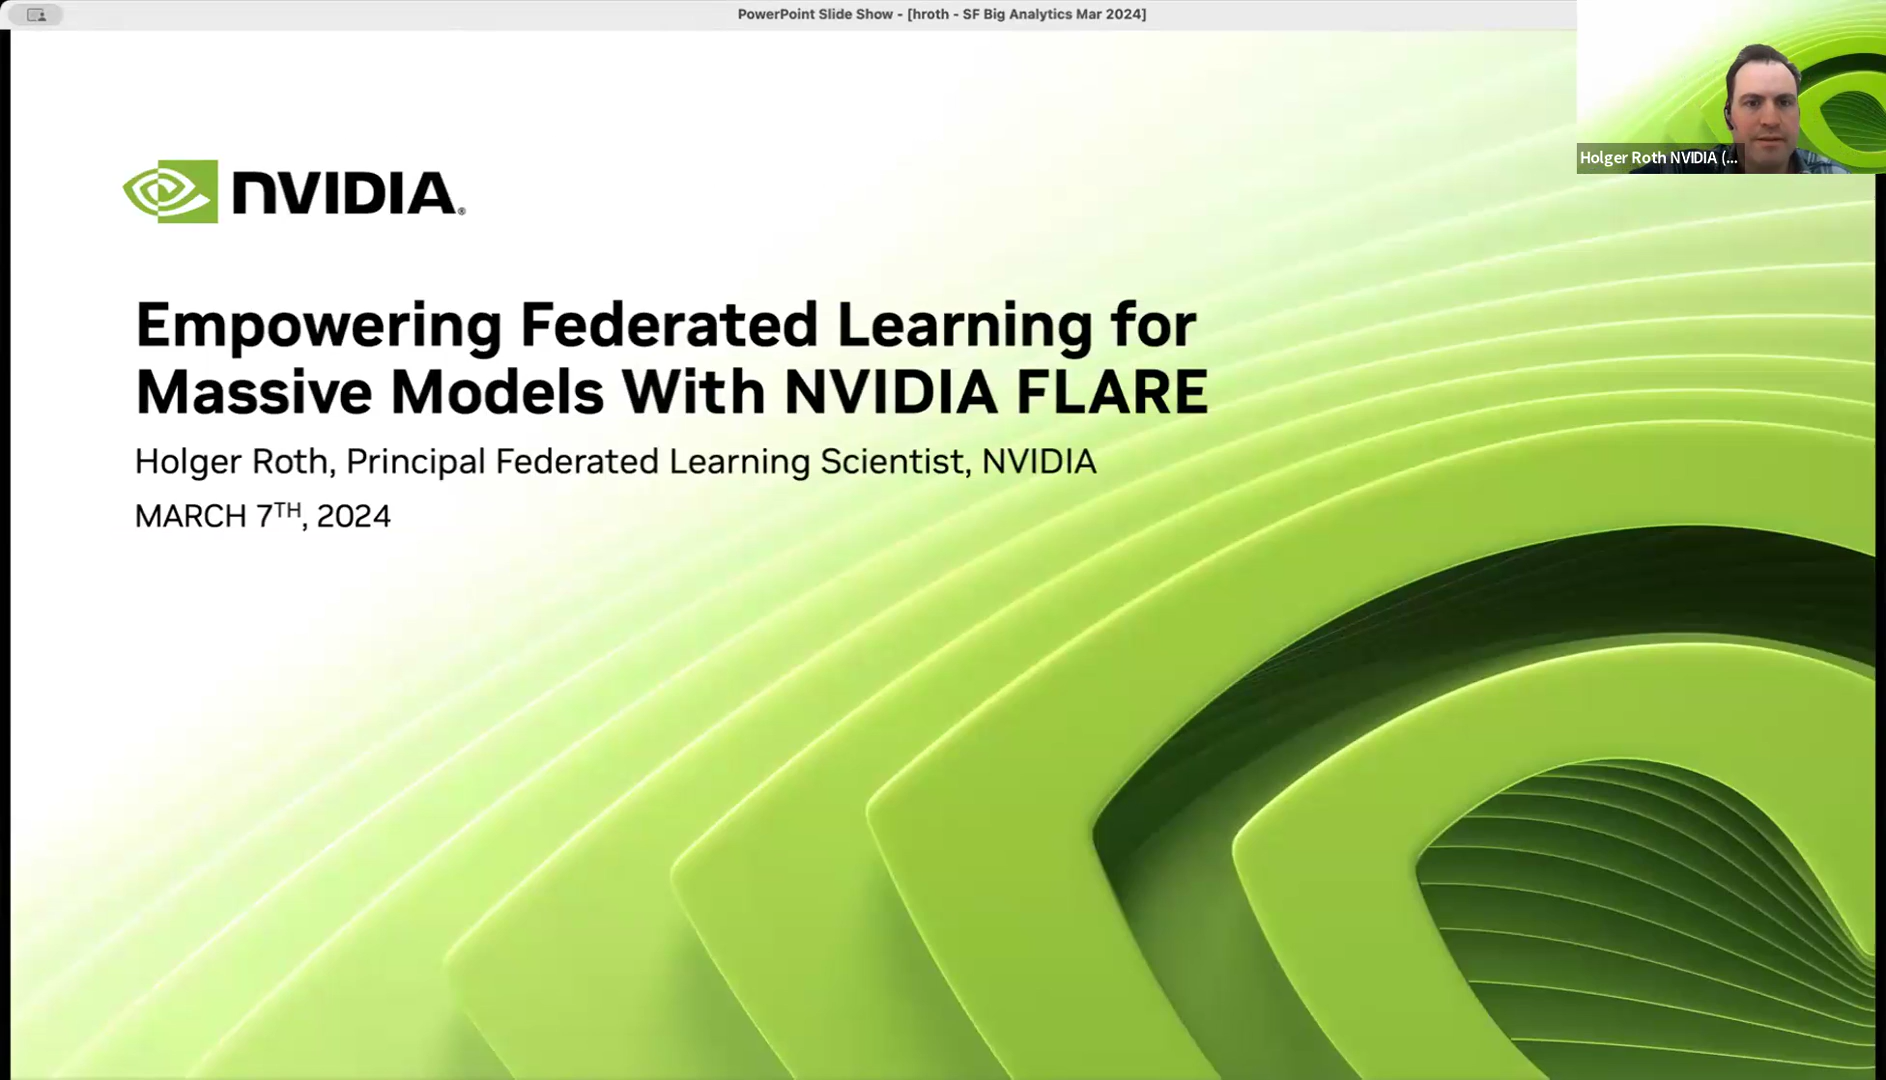 PowerPoint Slide Show - [hroth - SF Big Analytics Mar 2024]
Holger Roth NVIDIA (...
NVIDIA®
Empowering Federated Learning for
Massive Models With NVIDIA FLARE
Holger Roth, Principal Federated Learning Scientist, NVIDIA
MARCH 7TH, 2024